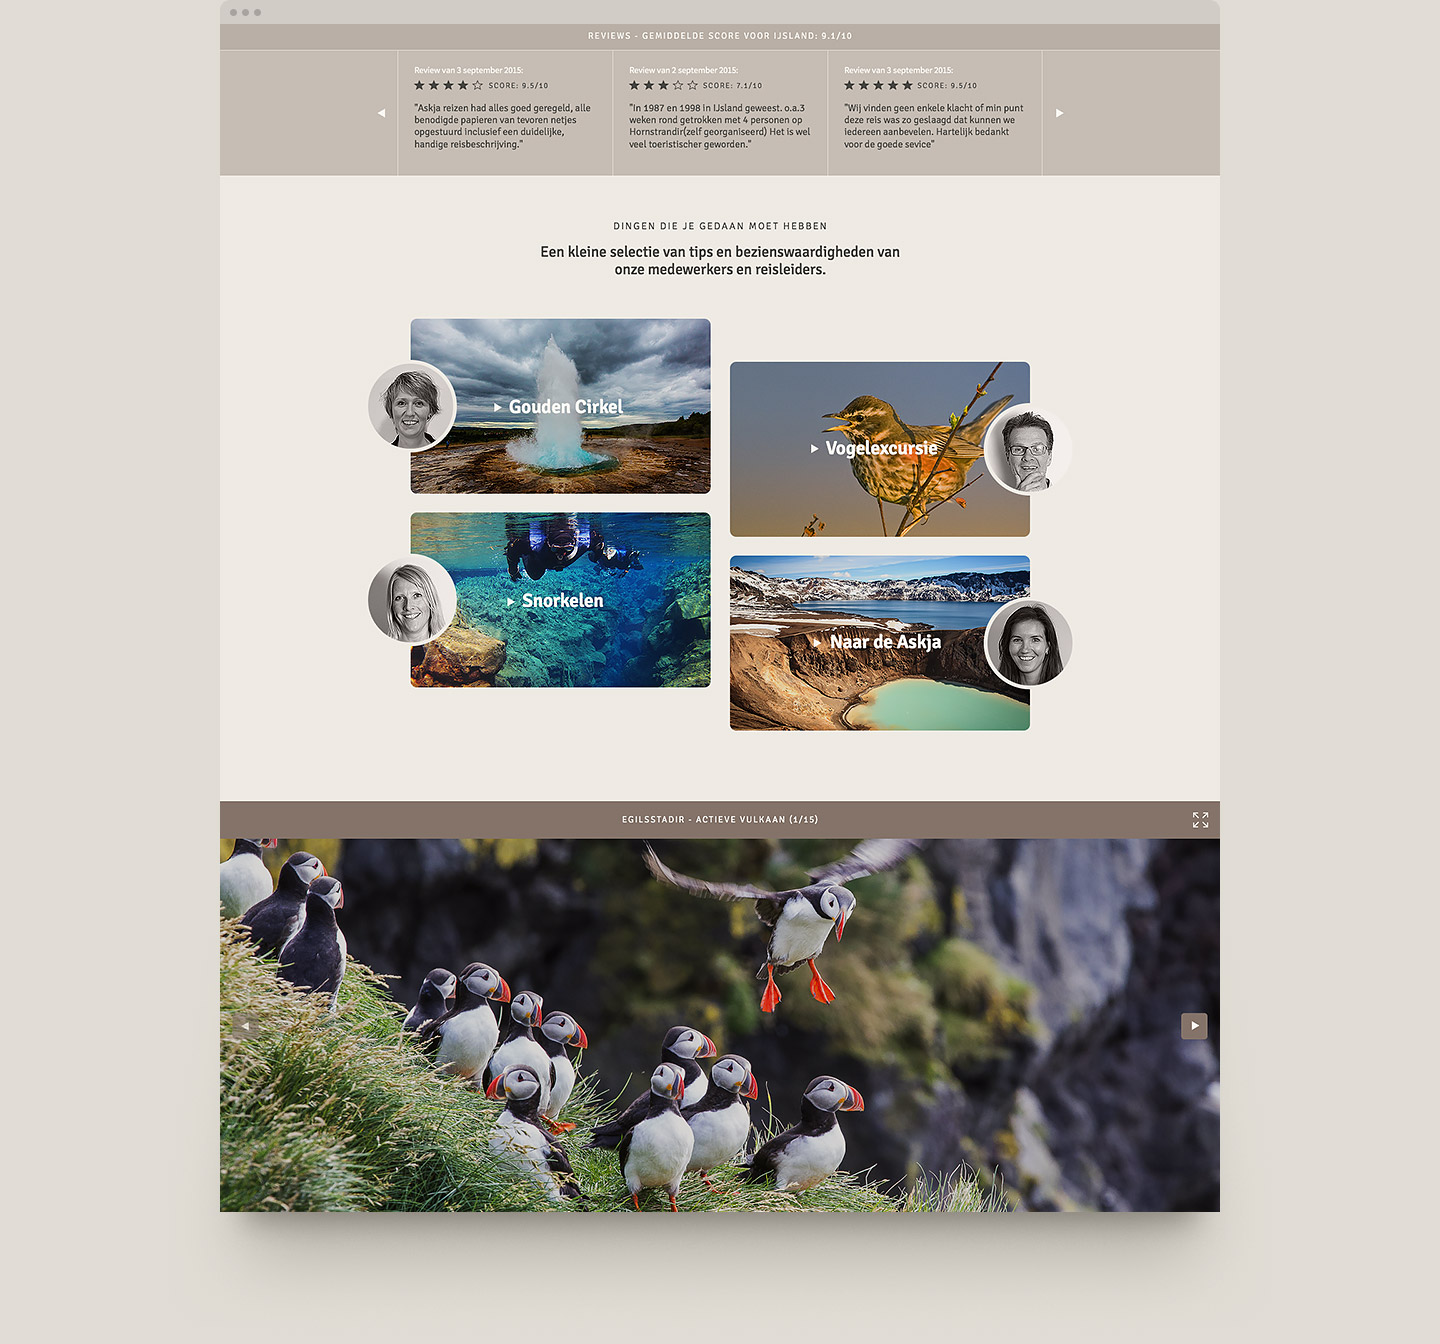 REVIEWS - GEMIDDELDE SCORE VOOR IJSLAND: 9.1/10
Review van 3 september 2015:
SCORE: 9.5/10
"Askja reizen had alles goed geregeld, alle
benodigde papieren van tevoren netjes
opgestuurd inclusief een duidelijke,
handige reisbeschrijving."
Review van 2 september 2015:
SCORE: 7.1/10
"In 1987 en 1998 in IJsland geweest. o.a.3
weken rond getrokken met 4 personen op
Hornstrandir(zelf georganiseerd) Het is wel
veel toeristischer geworden."
Review van 3 september 2015:
SCORE: 9.5/10
"Wij vinden geen enkele klacht of min punt
deze reis was zo geslaagd dat kunnen we
iedereen aanbevelen. Hartelijk bedankt
voor de goede sevice"
DINGEN DIE JE GEDAAN MOET HEBBEN
Een kleine selectie van tips en bezienswaardigheden van
onze medewerkers en reisleiders.
Gouden Cirkel
Vogelexcursie
Snorkelen
Naar de Askja
EGILSSTADIR - ACTIEVE VULKAAN (1/15)